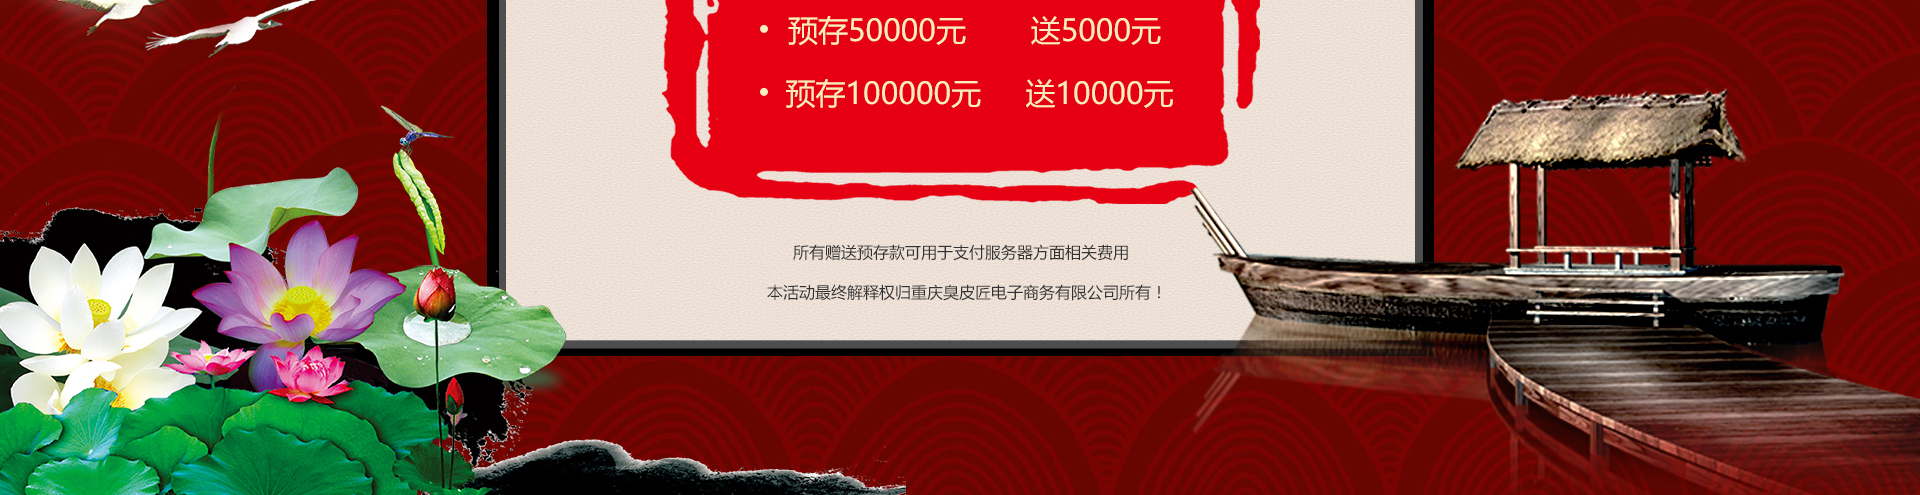 • 预存50000元 送5000元
• 预存100000元 送10000元
所有赠送预存款可用于支付服务器方面相关费用
本活动最终解释权归重庆臭皮匠电子商务有限公司所有！